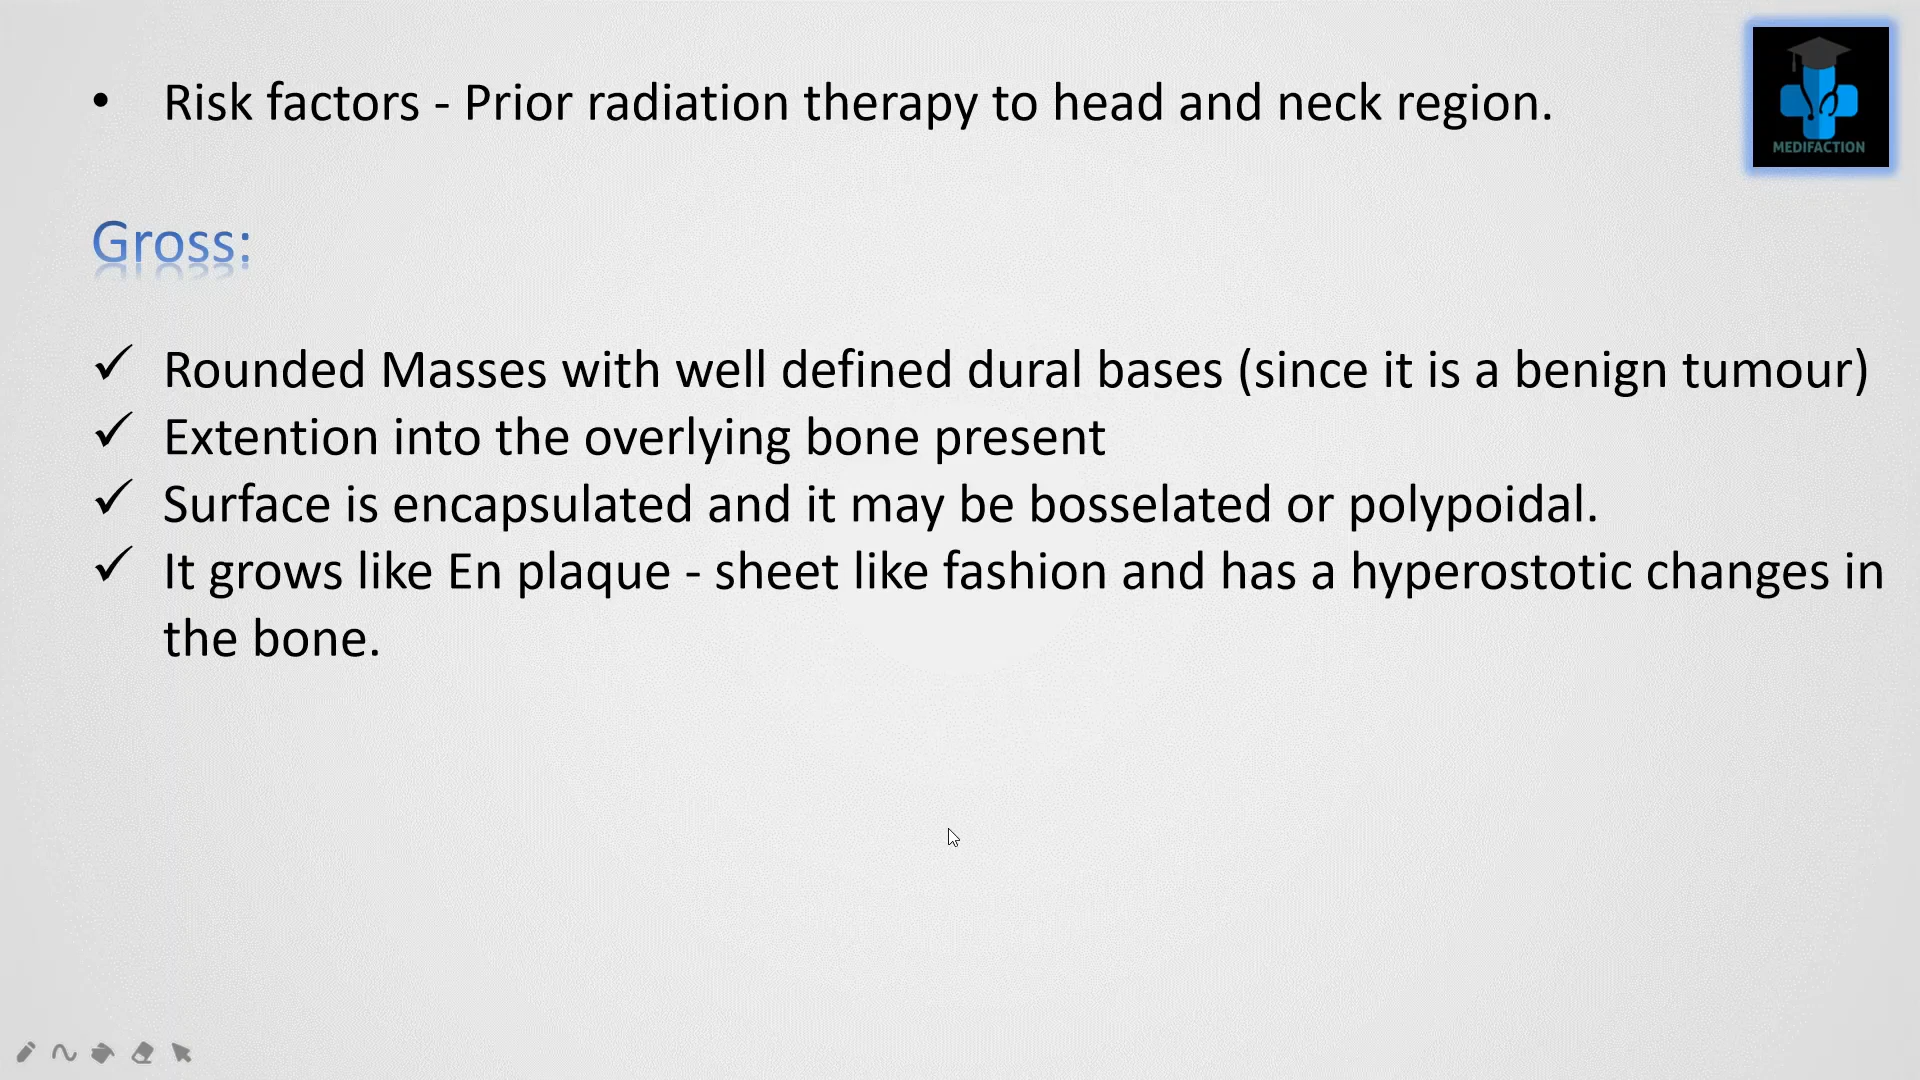 • Risk factors - Prior radiation therapy to head and neck region.
MEDIFACTION
Gross:
✓ Rounded Masses with well defined dural bases (since it is a benign tumour)
✓ Extention into the overlying bone present
✓ Surface is encapsulated and it may be bosselated or polypoidal.
✓ It grows like En plaque - sheet like fashion and has a hyperostotic changes in
the bone.